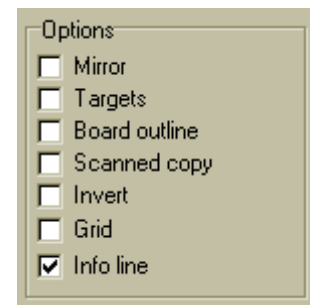 Options
Mirror
Targets
Board outline
Scanned copy
Invert
Grid
Info line